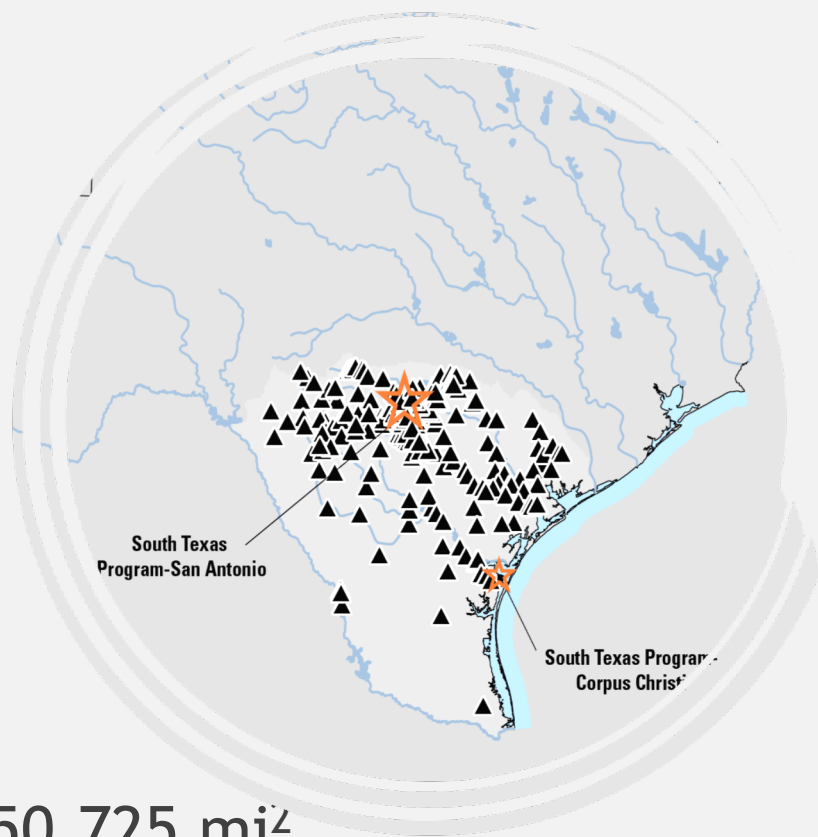 South Texas
Program-San Antonio
South Texas Program-
Corpus Christi
50,725 mi²